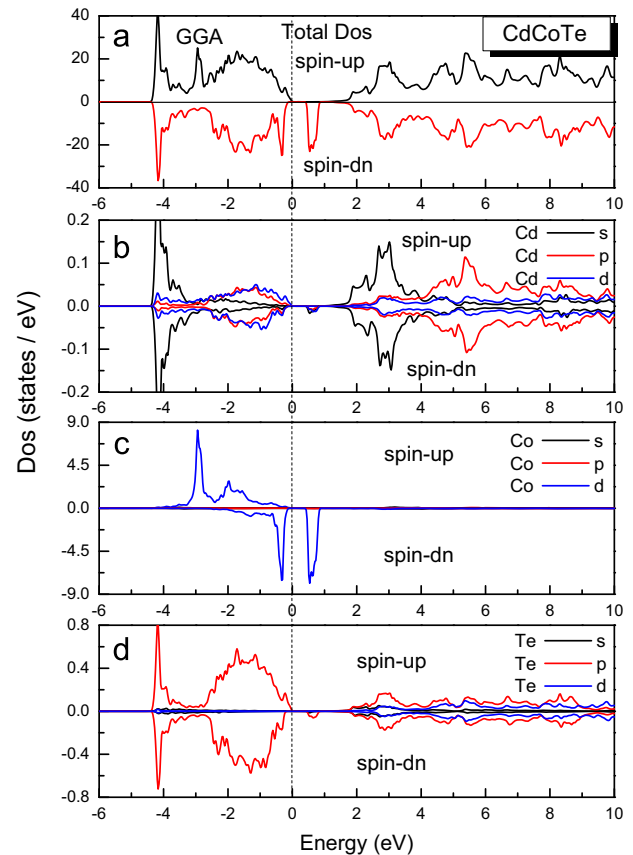 a
GGA
Total Dos
spin-up
CdCoTe
spin-dn
40
20
0
-20
-40
-6 -4 -2 0 2 4 6 8 10
b
spin-up
Cd s
Cd p
Cd d
spin-dn
0.2
0.1
0.0
-0.1
0.2
-6 -4 -2 0 2 4 6 8 10
Dos (states / eV)
c
spin-up
Co s
Co p
Co d
spin-dn
9.0
4.5
0.0
-4.5
-9.0
-6 -4 -2 0 2 4 6 8 10
d
spin-up
Te s
Te p
Te d
spin-dn
0.8
0.4
0.0
-0.4
-0.8
-6 -4 -2 0 2 4 6 8 10
Energy (eV)